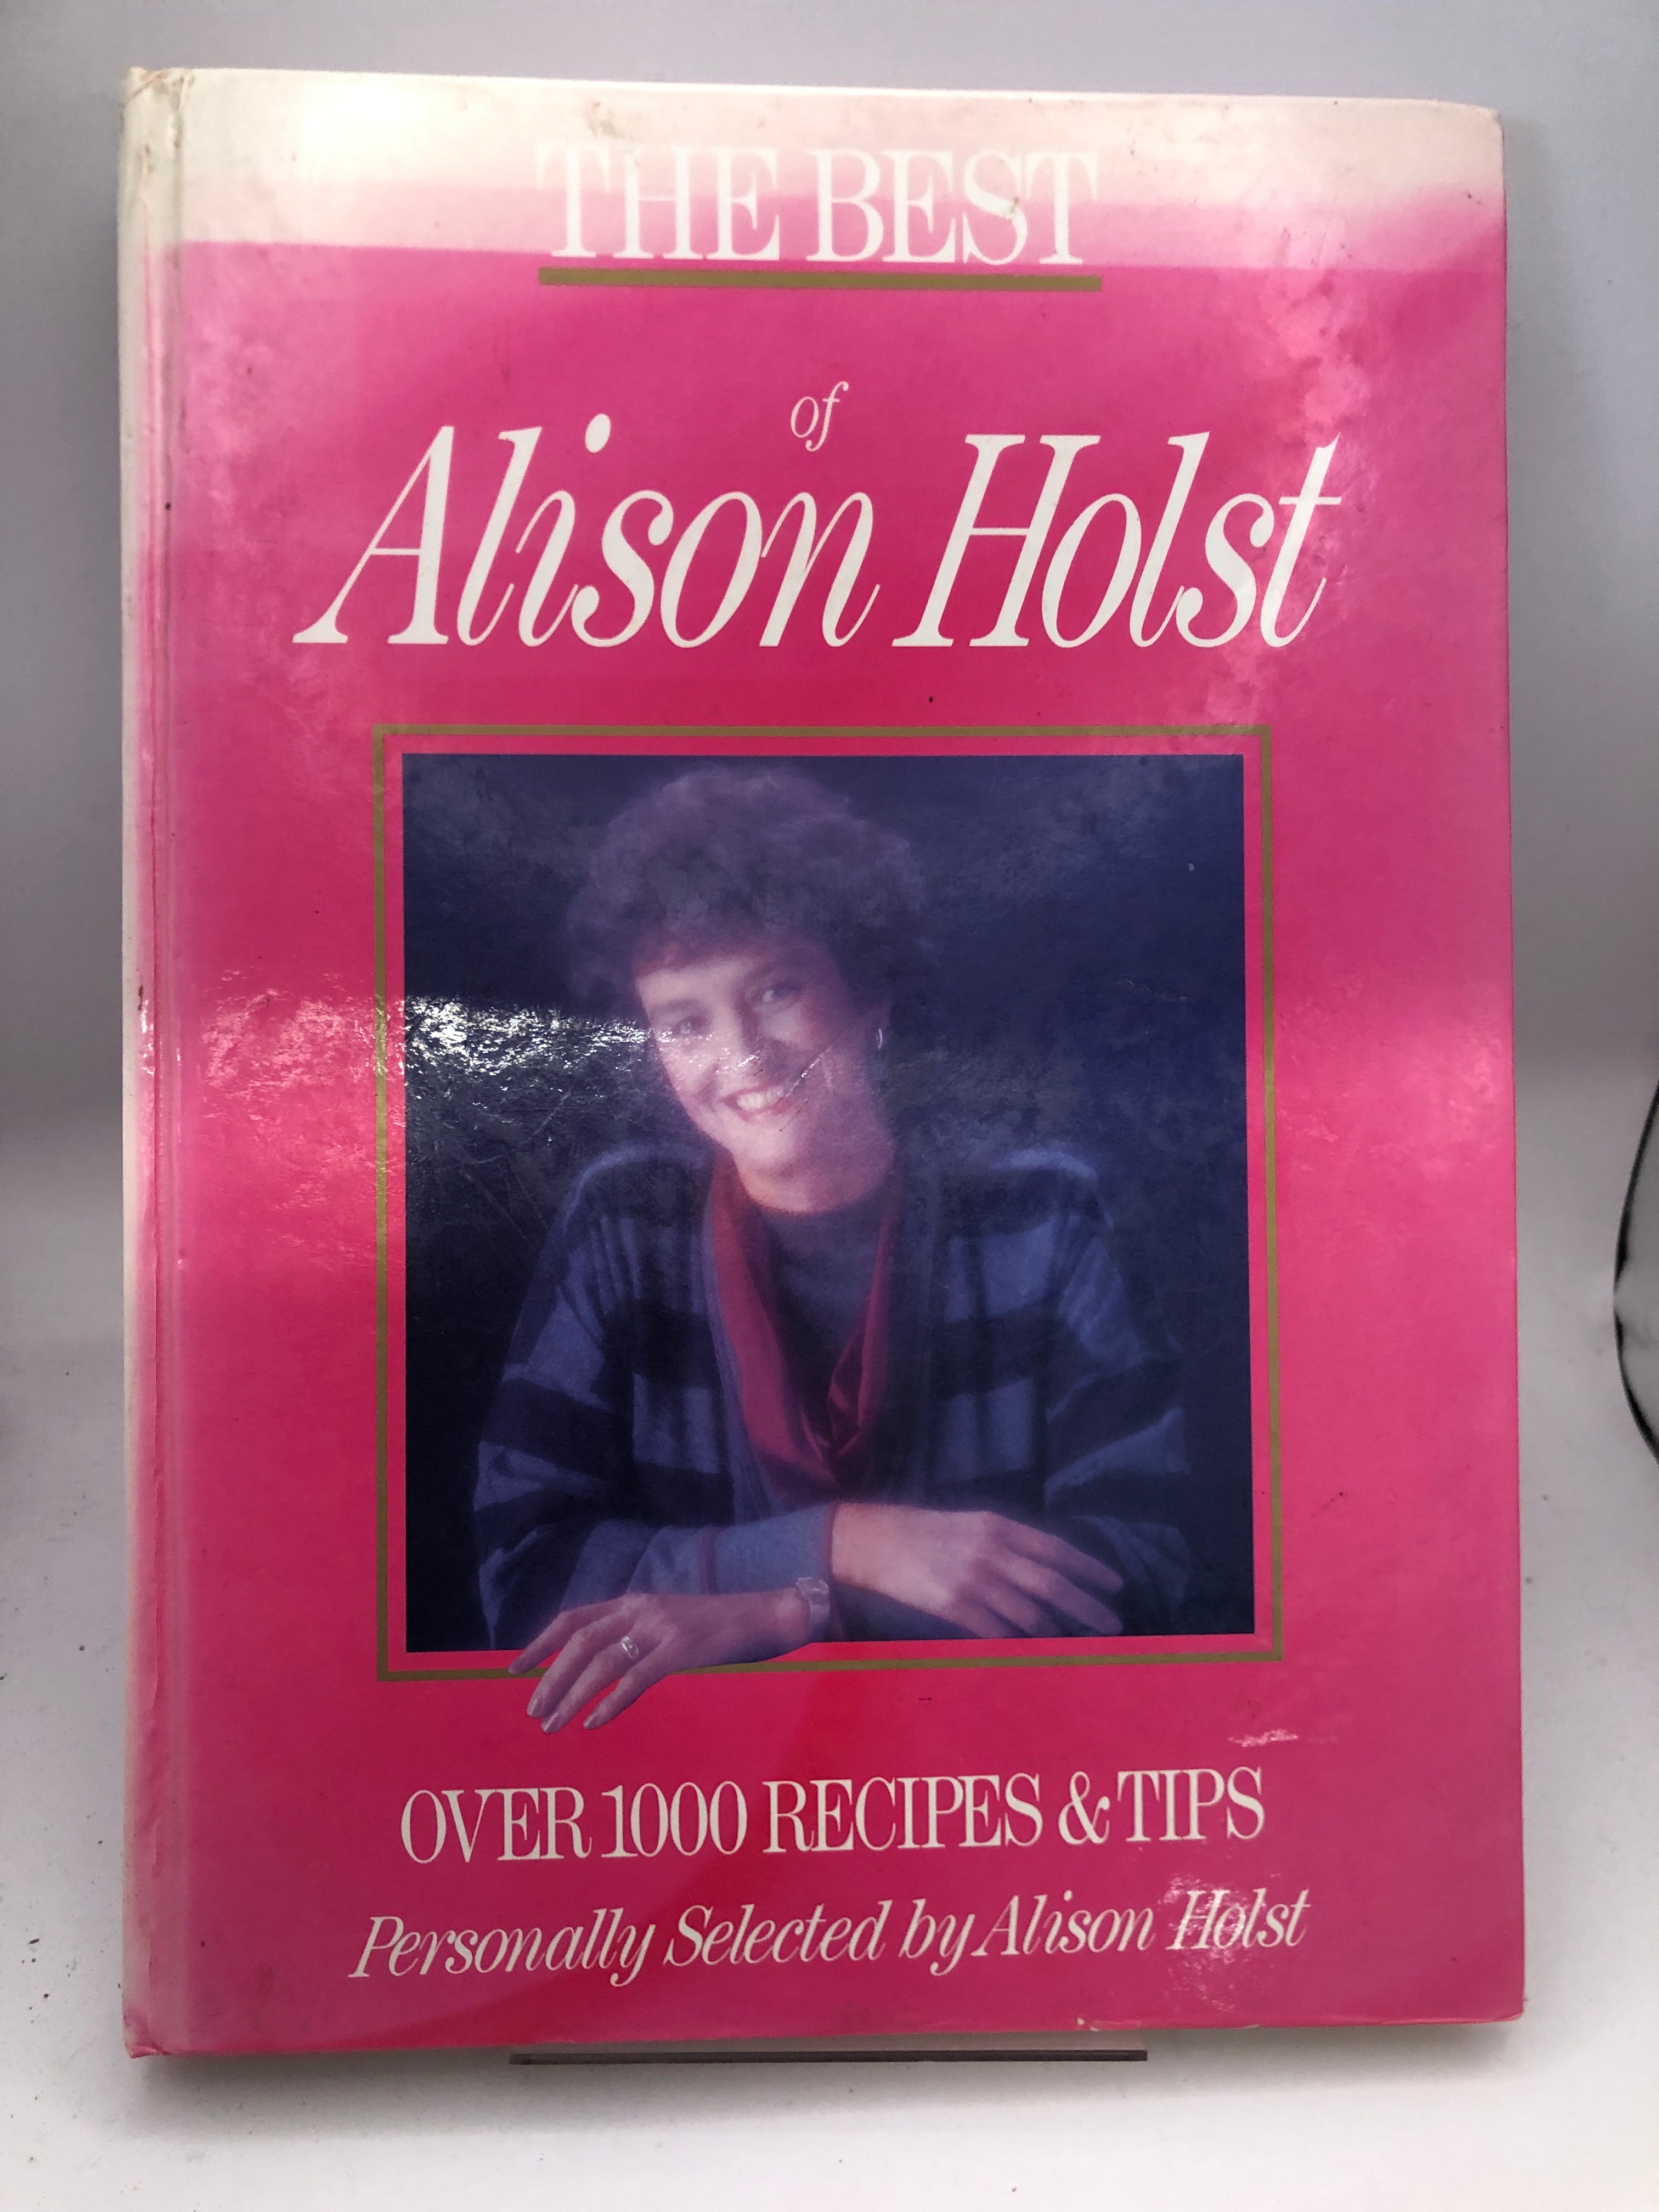 THE BEST
of
Alison Holst
OVER 1000 RECIPES & TIPS
Personally Selected by Alison Holst